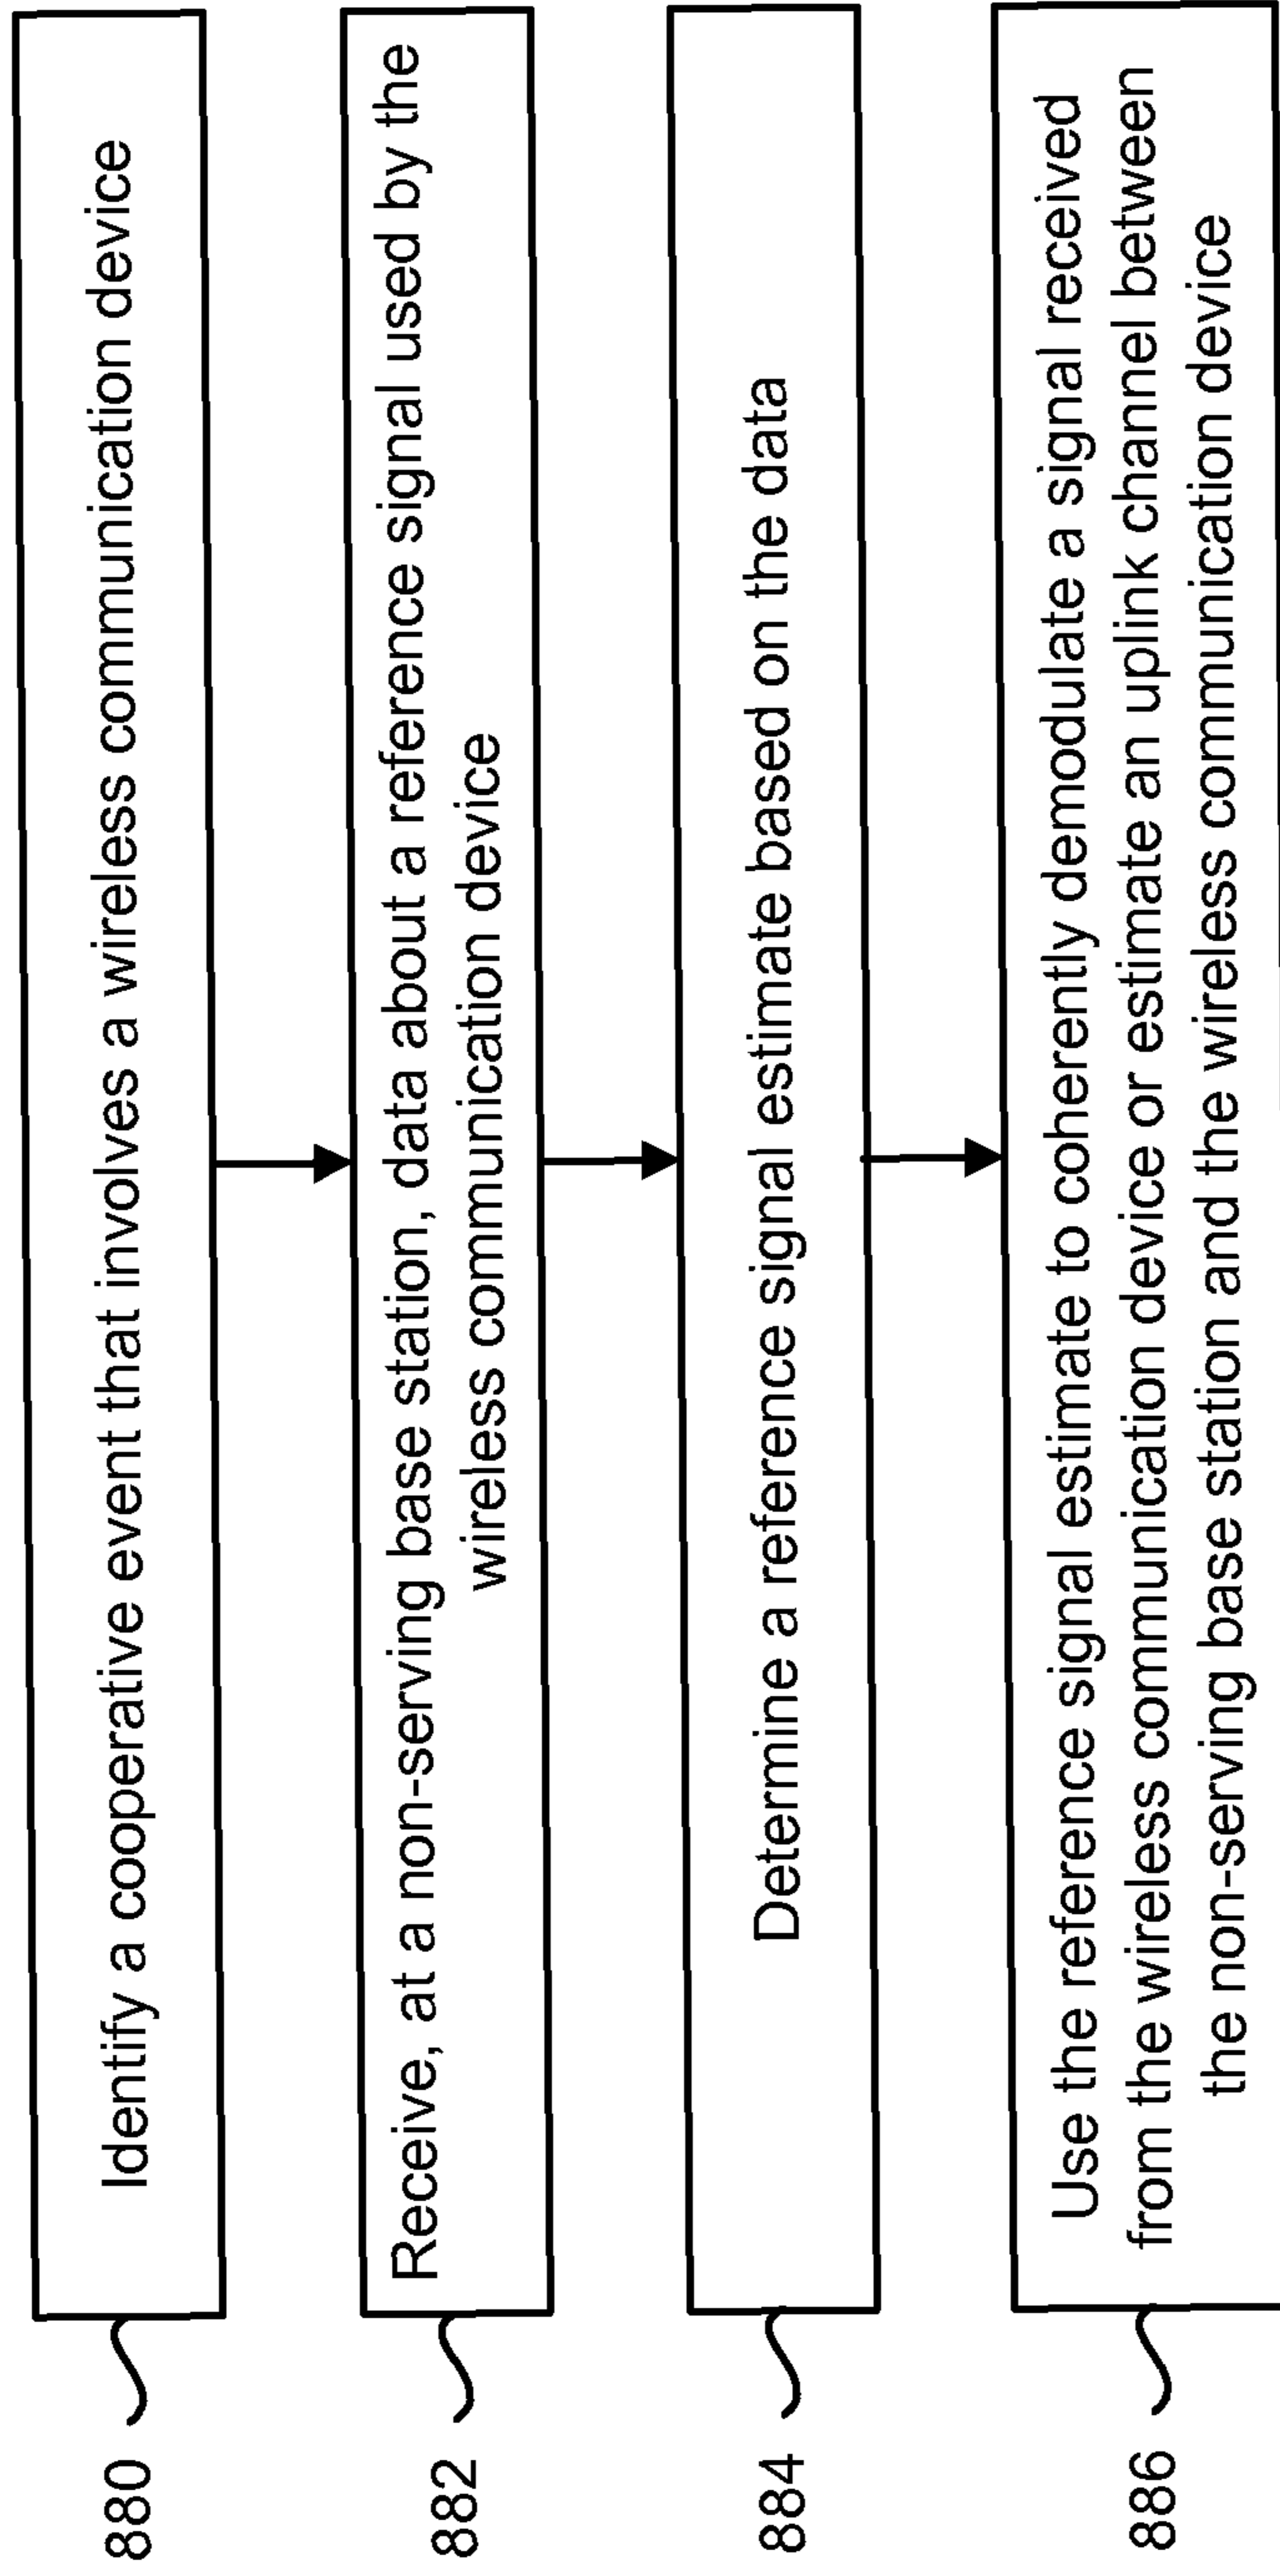 880
Identify a cooperative event that involves a wireless communication device
882
Receive, at a non-serving base station, data about a reference signal used by the
wireless communication device
884
Determine a reference signal estimate based on the data
886
Use the reference signal estimate to coherently demodulate a signal received
from the wireless communication device or estimate an uplink channel between
the non-serving base station and the wireless communication device